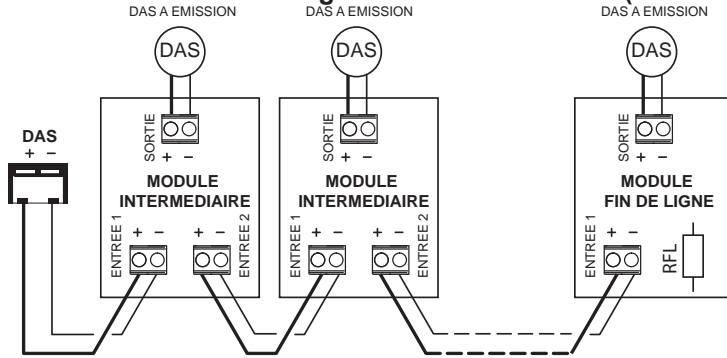 DAS A EMISSION
DAS A EMISSION
DAS A EMISSION
DAS
DAS
DAS
DAS
+ −
SORTIE
+ −
MODULE
INTERMEDIAIRE
ENTREE 1
+ −
+ −
ENTREE 2
SORTIE
+ −
MODULE
INTERMEDIAIRE
ENTREE 1
+ −
+ −
ENTREE 2
SORTIE
+ −
MODULE
FIN DE LIGNE
ENTREE 1
+ −
RFL